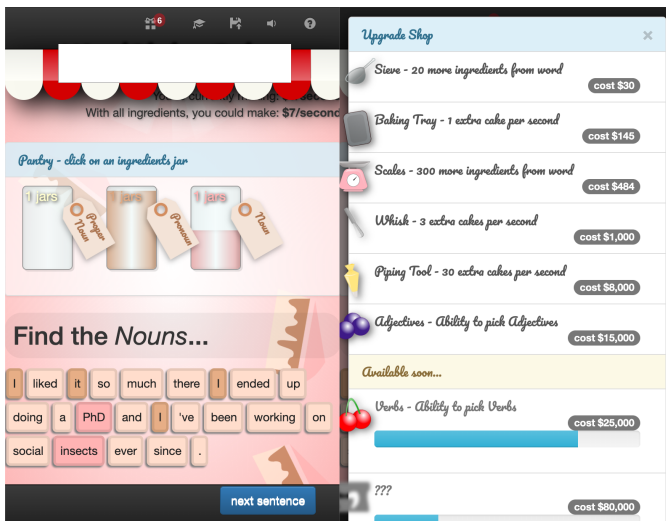 6
With all ingredients, you could make: $7/second
Pantry - click on an ingredients jar
1 jars
Proper Noun
1 jars
Pronoun
1 jars
Noun
Find the Nouns...
I liked it so much there I ended up
doing a PhD and I 've been working on
social insects ever since .
next sentence
Upgrade Shop ×
Sieve - 20 more ingredients from word
cost $30
Baking Tray - 1 extra cake per second
cost $145
Scales - 300 more ingredients from word
cost $484
Whisk - 3 extra cakes per second
cost $1,000
Piping Tool - 30 extra cakes per second
cost $8,000
Adjectives - Ability to pick Adjectives
cost $15,000
Available soon...
Verbs - Ability to pick Verbs
cost $25,000
???
cost $80,000